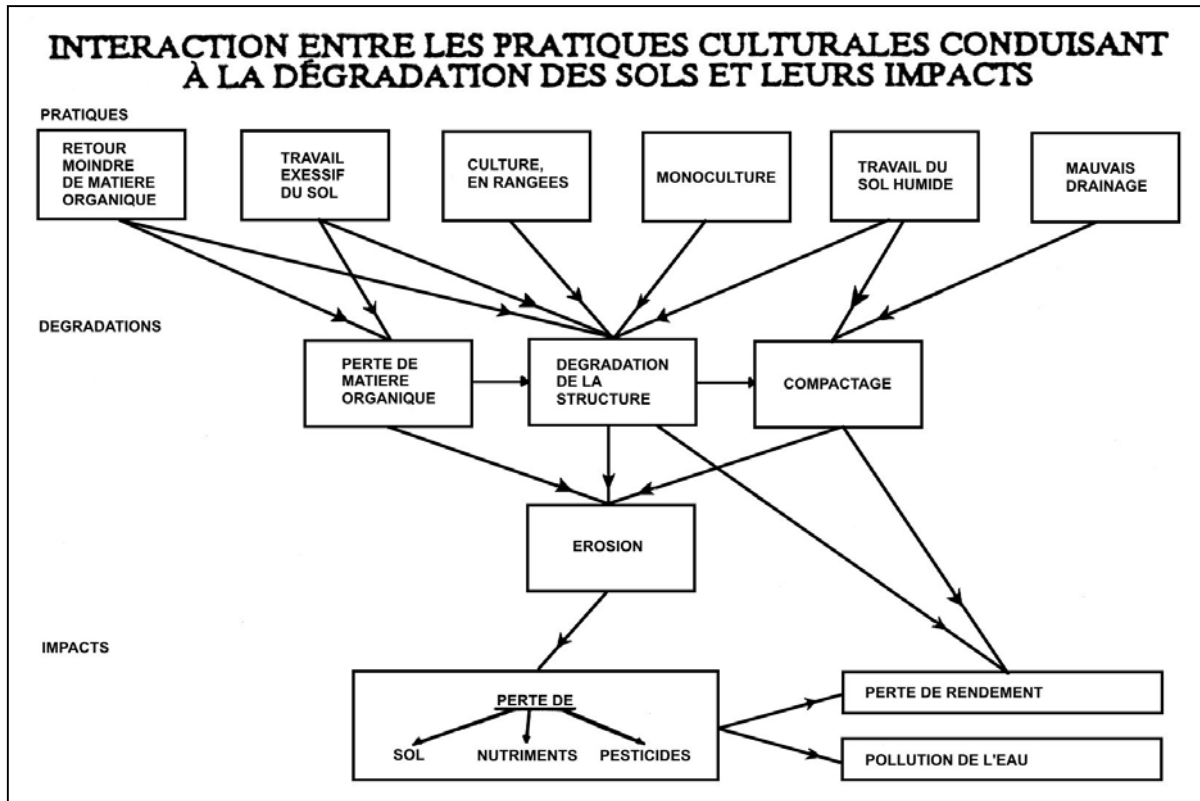 INTERACTION ENTRE LES PRATIQUES CULTURALES CONDUISANT
À LA DÉGRADATION DES SOLS ET LEURS IMPACTS
PRATIQUES
RETOUR
MOINDRE
DE MATIERE
ORGANIQUE
TRAVAIL
EXESSIF
DU SOL
CULTURE,
EN RANGEES
MONOCULTURE
TRAVAIL DU
SOL HUMIDE
MAUVAIS
DRAINAGE
DEGRADATIONS
PERTE DE
MATIERE
ORGANIQUE
DEGRADATION
DE LA
STRUCTURE
COMPACTAGE
EROSION
IMPACTS
PERTE DE
SOL
NUTRIMENTS
PESTICIDES
PERTE DE RENDEMENT
POLLUTION DE L'EAU